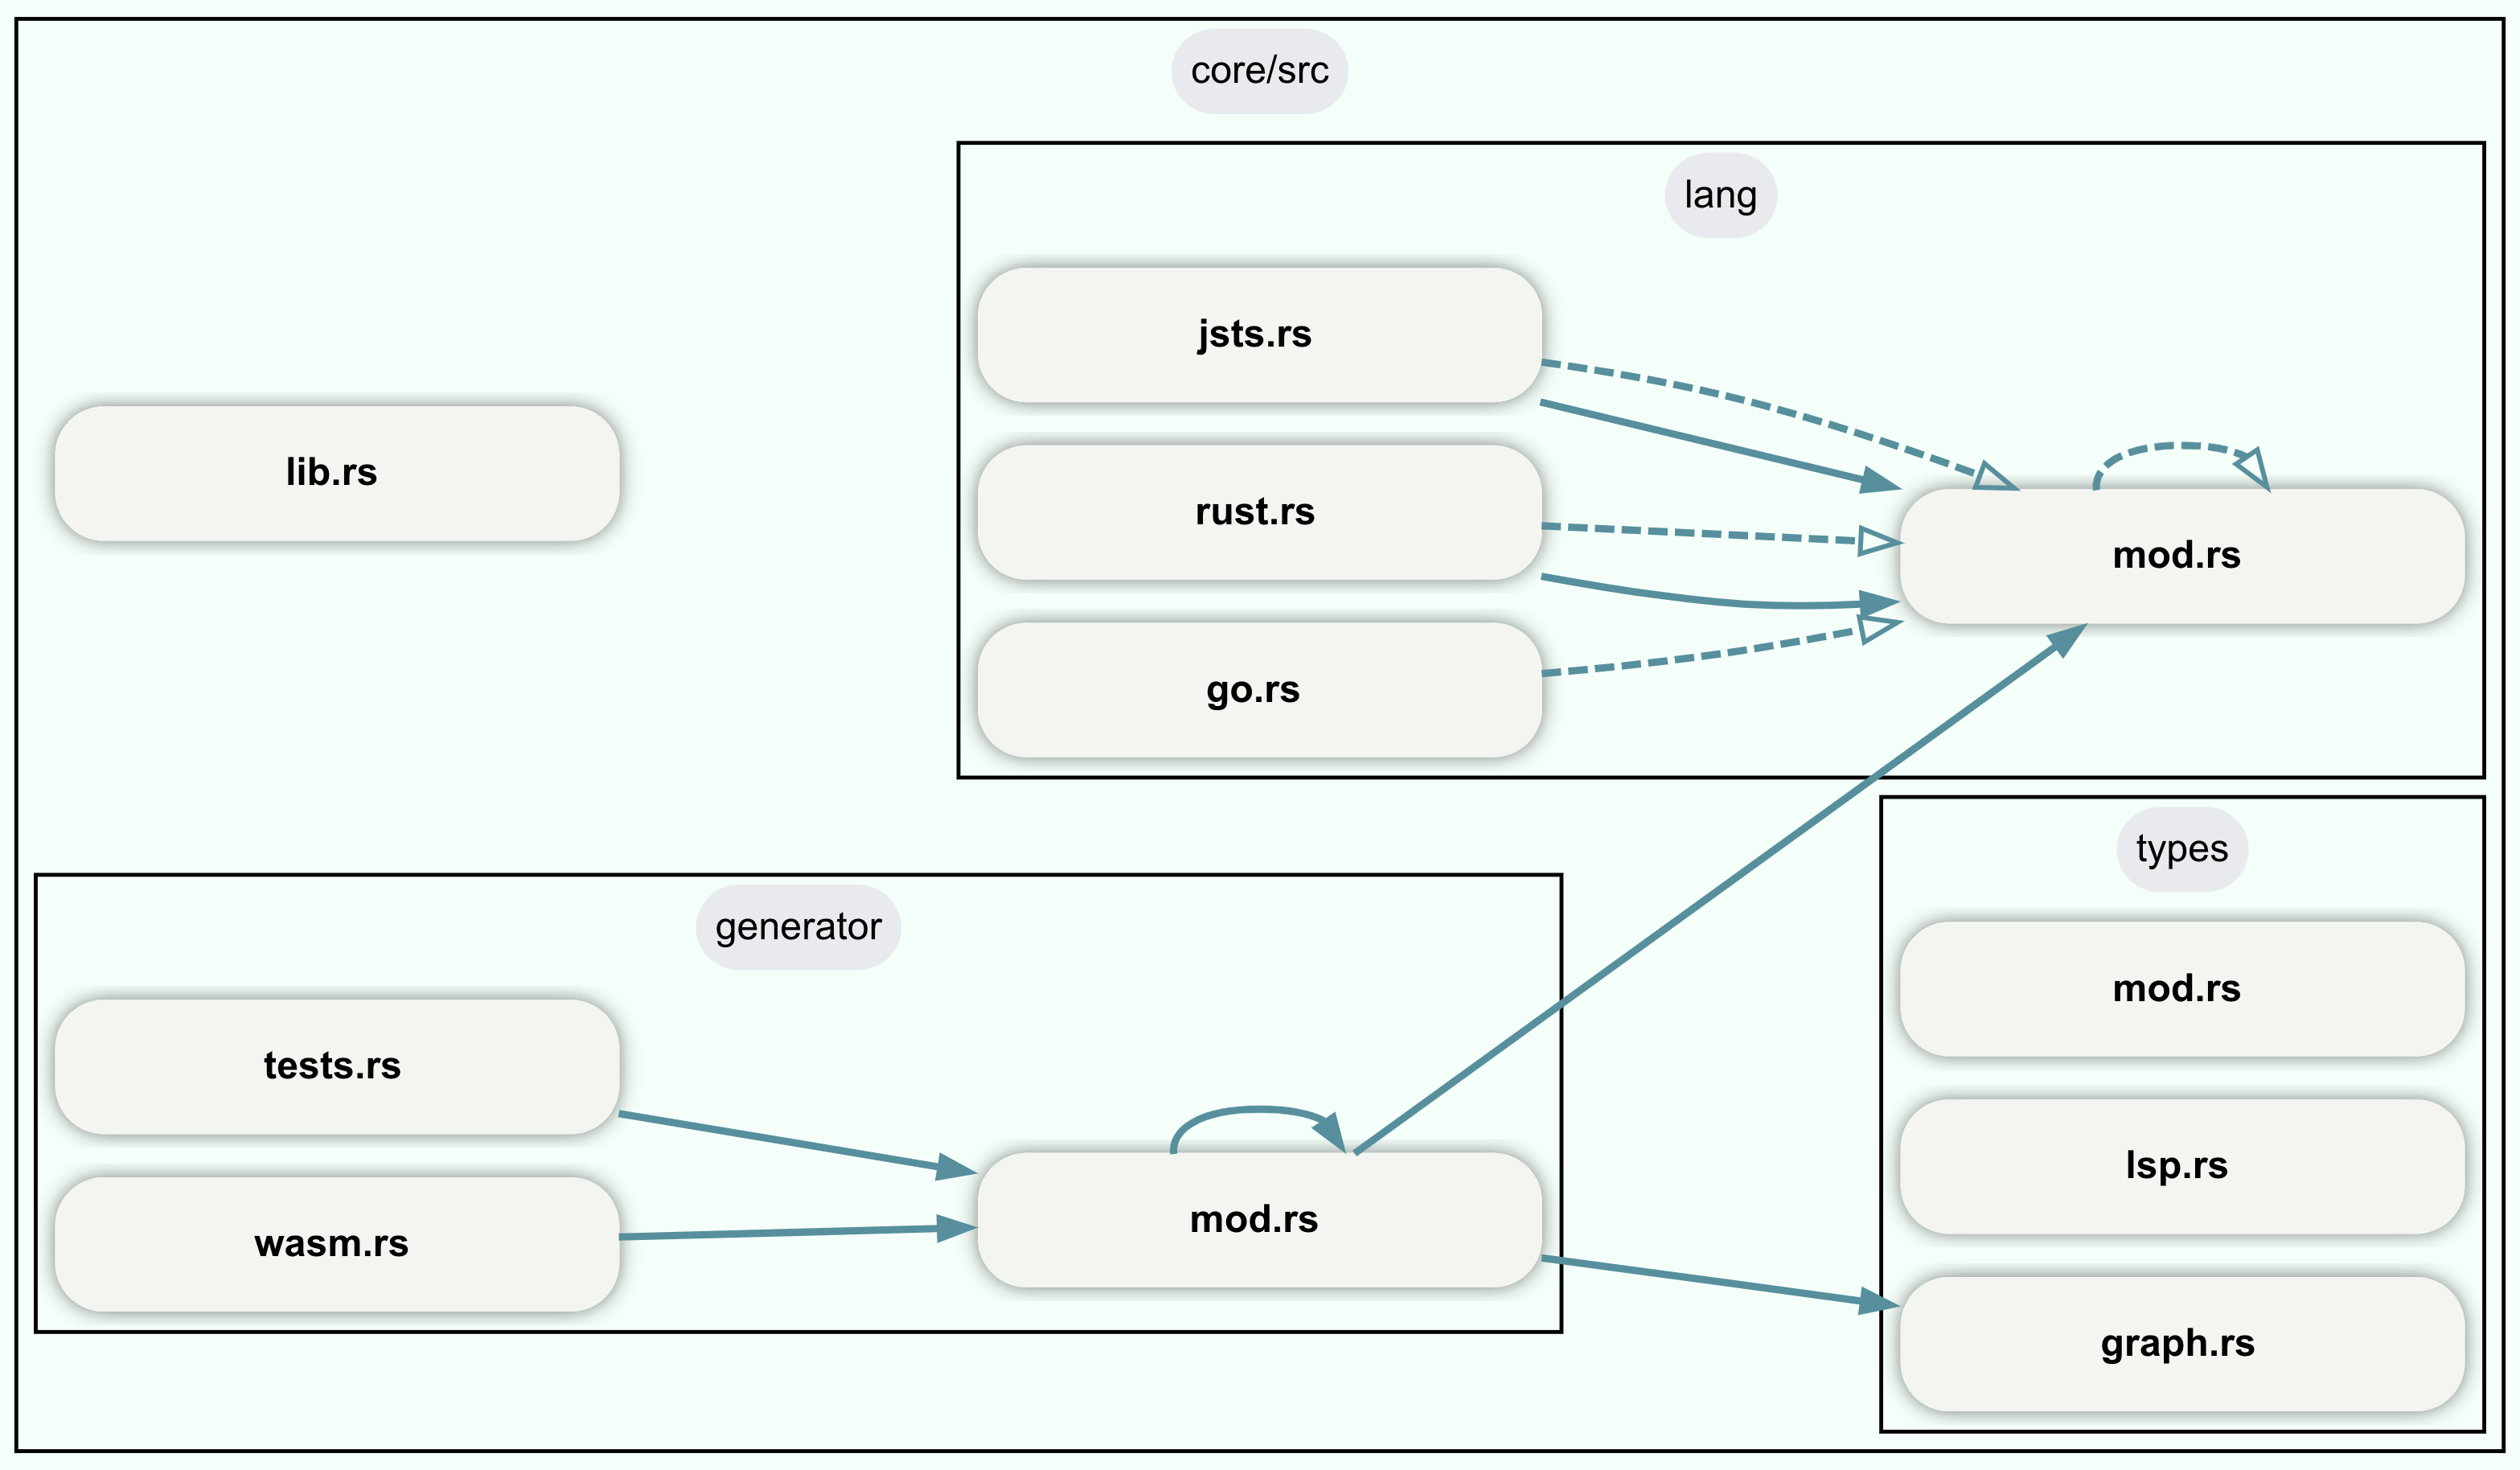 core/src
lang
jsts.rs
lib.rs
rust.rs
mod.rs
go.rs
types
generator
mod.rs
tests.rs
lsp.rs
mod.rs
wasm.rs
graph.rs